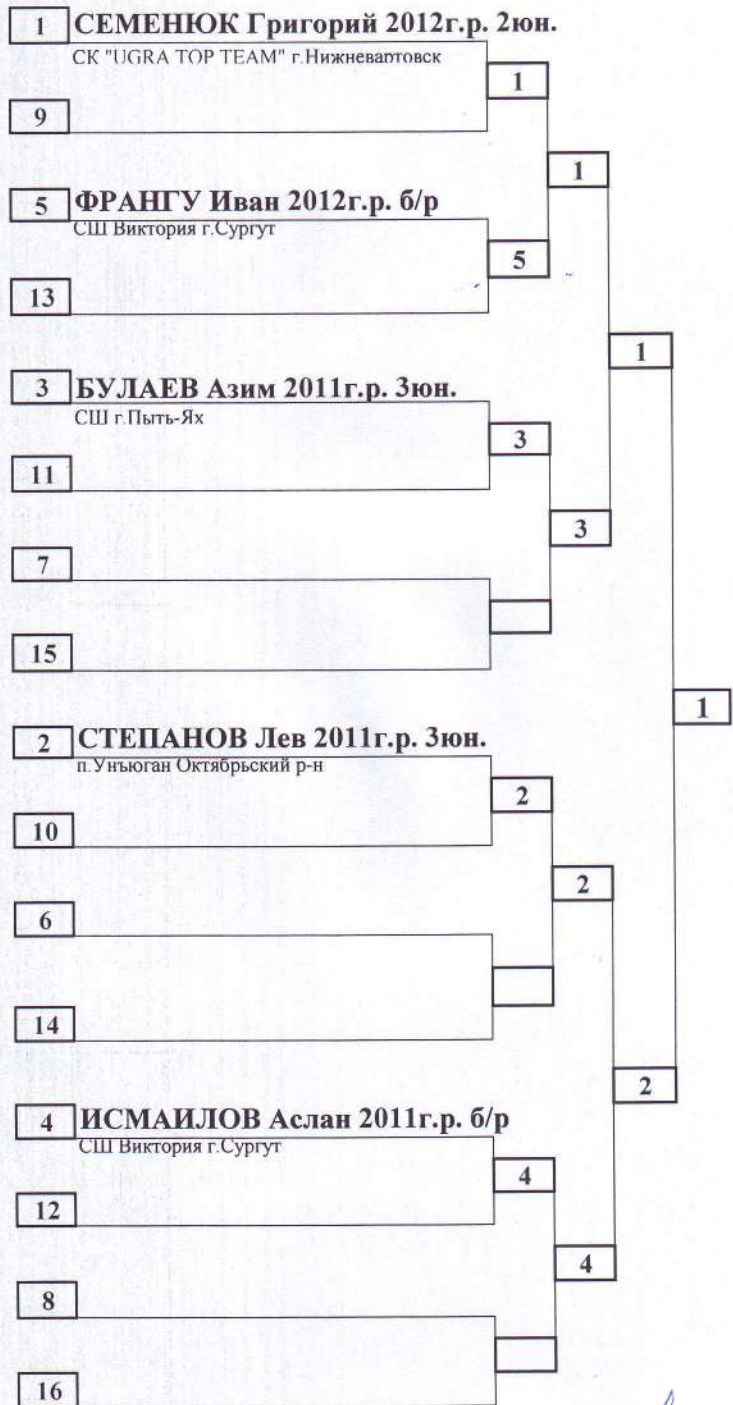 1 СЕМЕНЮК Григорий 2012г.р. 2юн.
СК "UGRA TOP TEAM" г.Нижневартовск
1
9
1
5 ФРАНГУ Иван 2012г.р. б/р
СШ Виктория г.Сургут
5
13
1
3 БУЛАЕВ Азим 2011г.р. 3юн.
СШ г.Пыть-Ях
3
11
3
7
15
1
2 СТЕПАНОВ Лев 2011г.р. 3юн.
п.Унъюган Октябрьский р-н
2
10
2
6
14
2
4 ИСМАИЛОВ Аслан 2011г.р. б/р
СШ Виктория г.Сургут
4
12
4
8
16